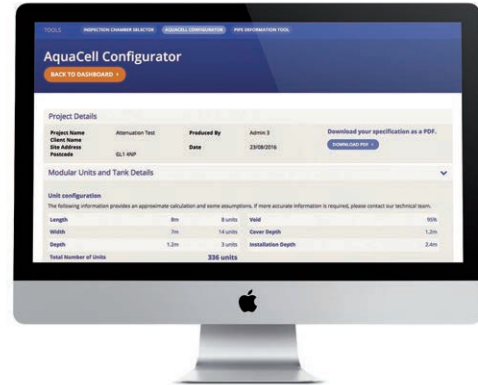 TOOLS INSPECTION CHAMBER SELECTOR AQUACELL CONFIGURATOR PIPE DEFORMATION TOOL
AquaCell Configurator
BACK TO DASHBOARD
Project Details
Project Name Attenuation Test Produced By Admin 3 Download your specification as a PDF.
Client Name
Site Address Date 23/08/2016 DOWNLOAD PDF
Postcode GL1 4NP
Modular Units and Tank Details
Unit configuration
The following information provides an approximate calculation and some assumptions. If more accurate information is required, please contact our technical team.
Length 8m 8 units Void 95%
Width 7m 14 units Cover Depth 1.2m
Depth 1.2m 3 units Installation Depth 2.4m
Total Number of Units 336 units